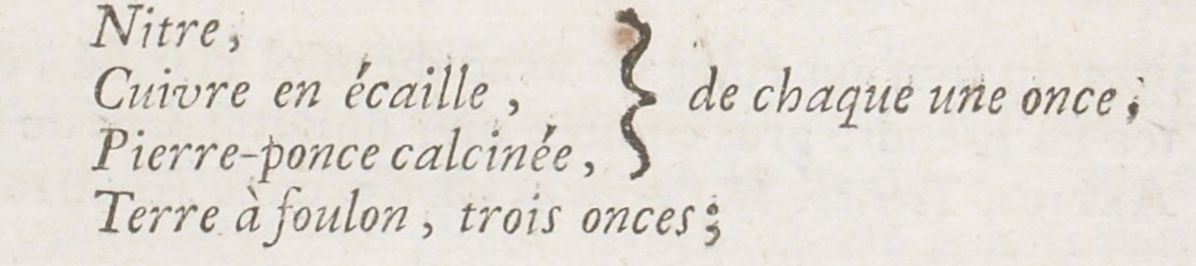 Nitre,
Cuivre en écaille,
Pierre-ponce calcinée,
} de chaque une once;
Terre à foulon, trois onces;